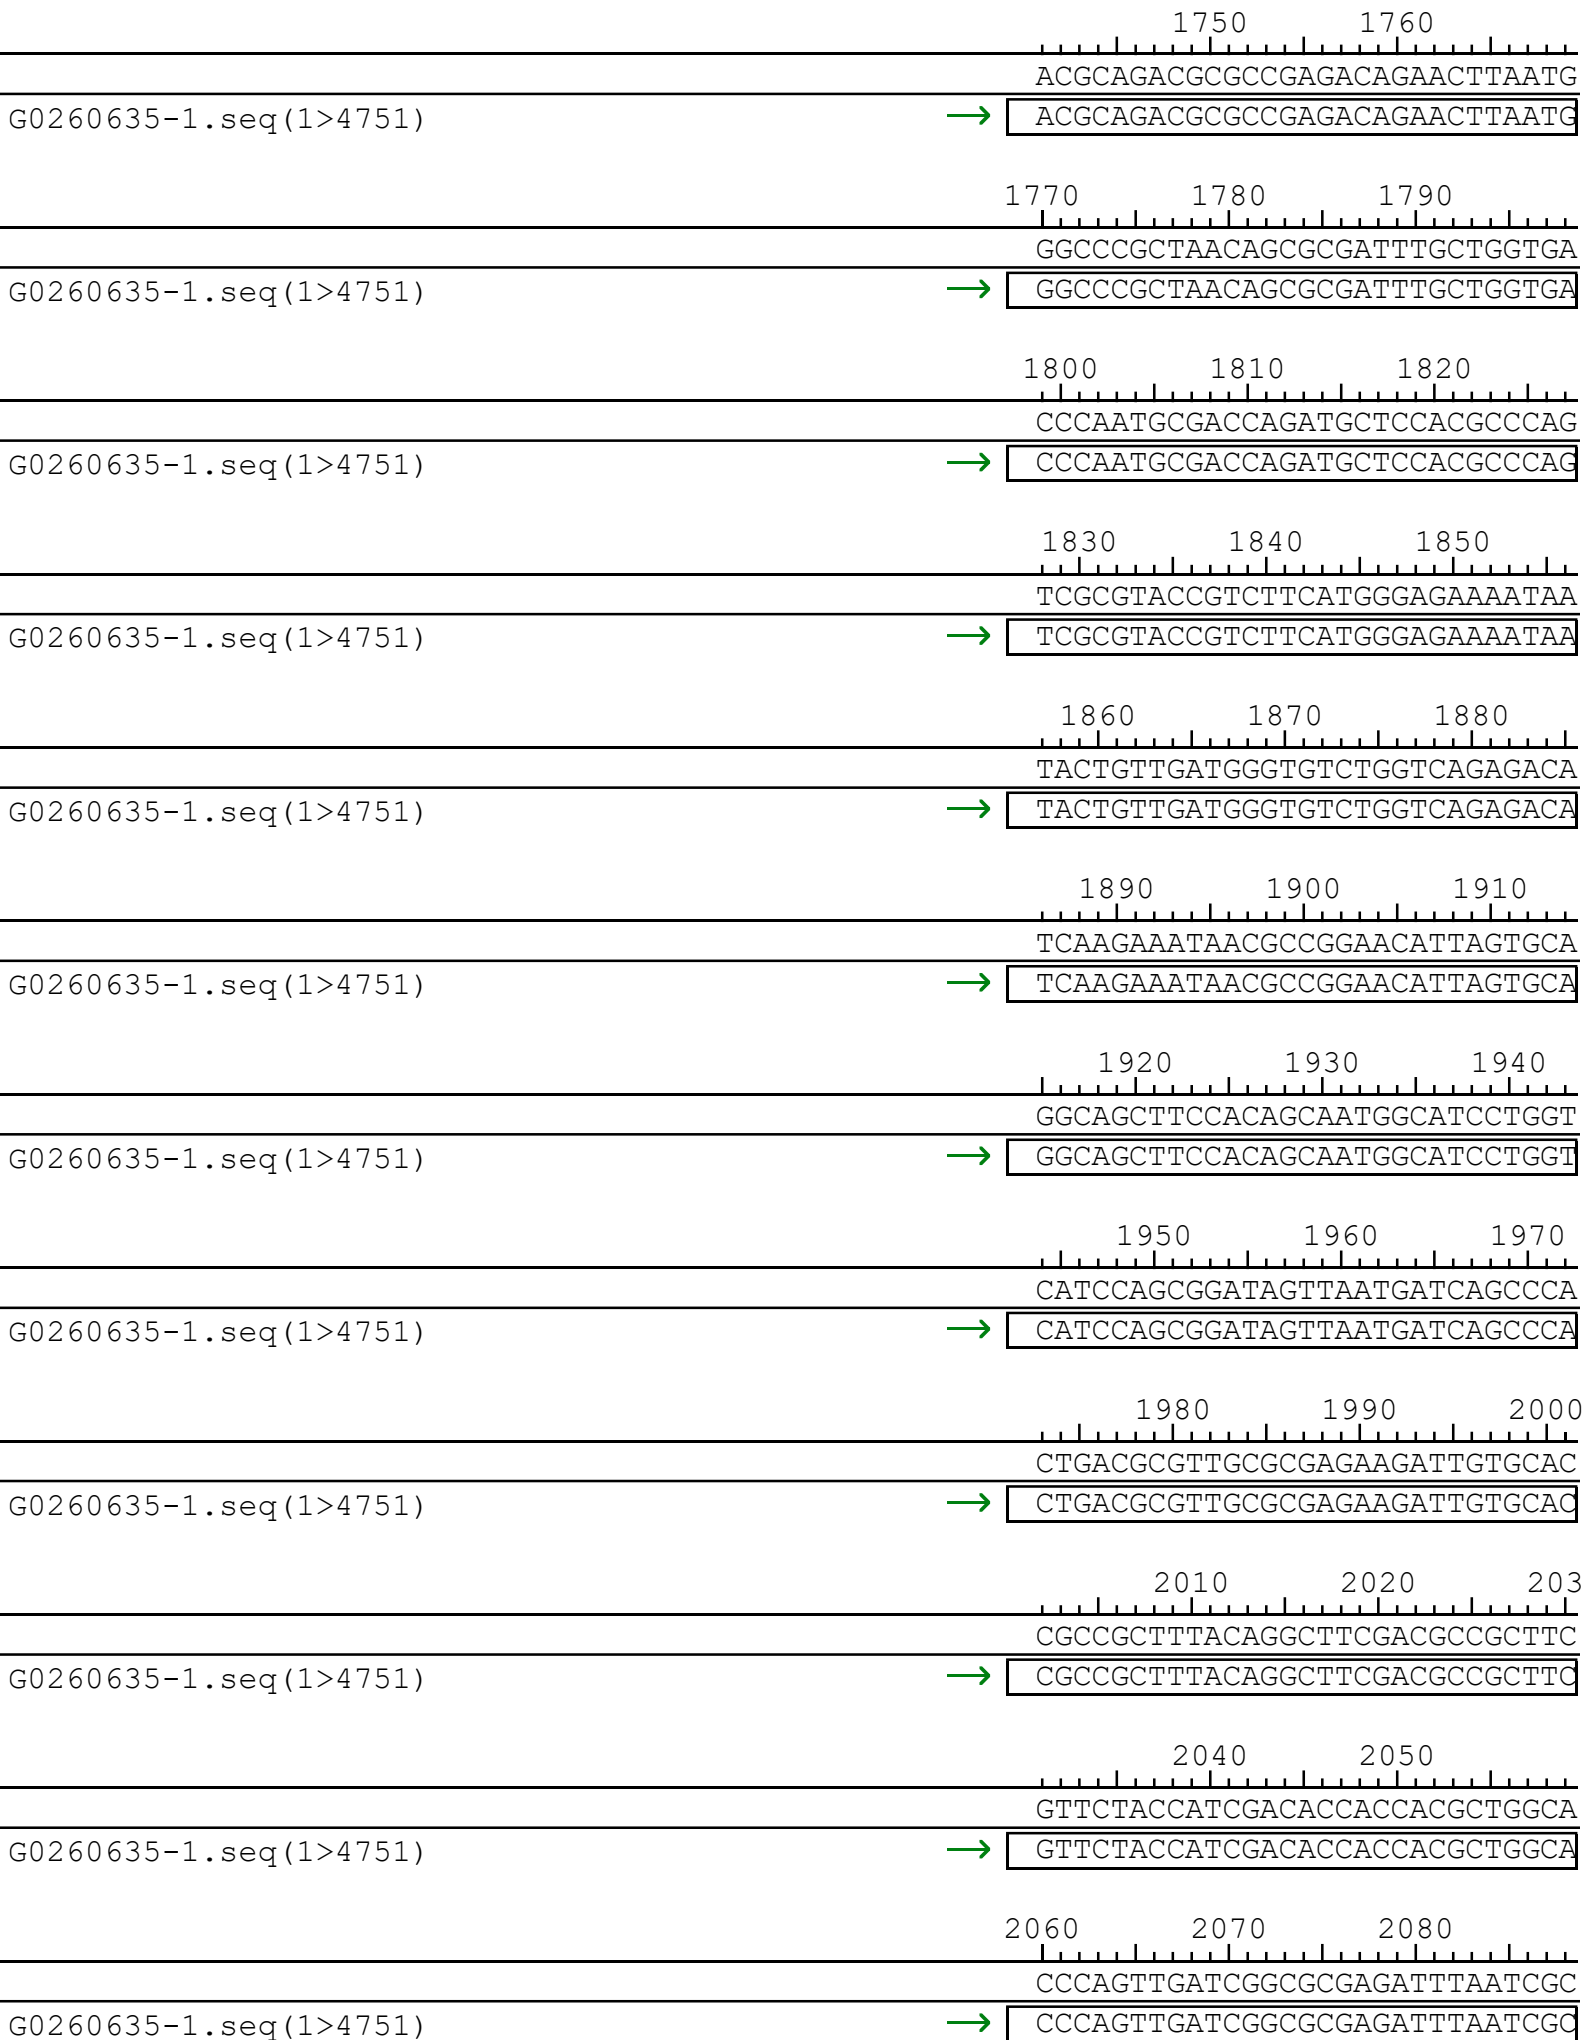 1750 1760
ACGCAGACGCGCCGAGACAGAACTTAATG
G0260635-1.seq(1>4751) → ACGCAGACGCGCCGAGACAGAACTTAATG
1770 1780 1790
GGCCCGCTAACAGCGCGATTTGCTGGTGA
G0260635-1.seq(1>4751) → GGCCCGCTAACAGCGCGATTTGCTGGTGA
1800 1810 1820
CCCAATGCGACCAGATGCTCCACGCCCAG
G0260635-1.seq(1>4751) → CCCAATGCGACCAGATGCTCCACGCCCAG
1830 1840 1850
TCGCGTACCGTCTTCATGGGAGAAAATAA
G0260635-1.seq(1>4751) → TCGCGTACCGTCTTCATGGGAGAAAATAA
1860 1870 1880
TACTGTTGATGGGTGTCTGGTCAGAGACA
G0260635-1.seq(1>4751) → TACTGTTGATGGGTGTCTGGTCAGAGACA
1890 1900 1910
TCAAGAAATAACGCCGGAACATTAGTGCA
G0260635-1.seq(1>4751) → TCAAGAAATAACGCCGGAACATTAGTGCA
1920 1930 1940
GGCAGCTTCCACAGCAATGGCATCCTGGT
G0260635-1.seq(1>4751) → GGCAGCTTCCACAGCAATGGCATCCTGGT
1950 1960 1970
CATCCAGCGGATAGTTAATGATCAGCCCA
G0260635-1.seq(1>4751) → CATCCAGCGGATAGTTAATGATCAGCCCA
1980 1990 2000
CTGACGCGTTGCGCGAGAAGATTGTGCAC
G0260635-1.seq(1>4751) → CTGACGCGTTGCGCGAGAAGATTGTGCAC
2010 2020 203
CGCCGCTTTACAGGCTTCGACGCCGCTTC
G0260635-1.seq(1>4751) → CGCCGCTTTACAGGCTTCGACGCCGCTTC
2040 2050
GTTCTACCATCGACACCACCACGCTGGCA
G0260635-1.seq(1>4751) → GTTCTACCATCGACACCACCACGCTGGCA
2060 2070 2080
CCCAGTTGATCGGCGCGAGATTTAATCGC
G0260635-1.seq(1>4751) → CCCAGTTGATCGGCGCGAGATTTAATCGC